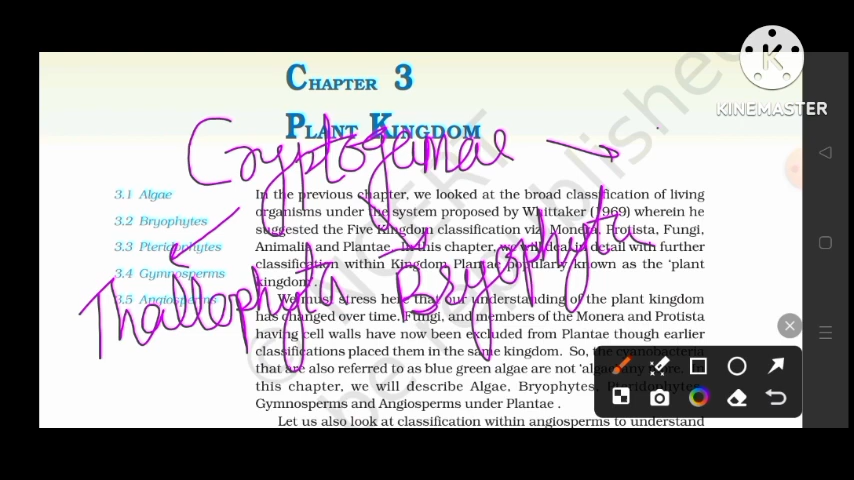 CHAPTER 3
PLANT KINGDOM
KINEMASTER
Cryptogamae
Thallophyta
Bryophyta
3.1 Algae
3.2 Bryophytes
3.3 Pteridophytes
3.4 Gymnosperms
3.5 Angiosperms
In the previous chapter, we looked at the broad classification of living
organisms under the system proposed by Whittaker (1969) wherein he
suggested the Five Kingdom classification viz. Monera, Protista, Fungi,
Animalia and Plantae. In this chapter, we will deal in detail with further
classification within Kingdom Plantae popularly known as the 'plant
kingdom'.
We must stress here that our understanding of the plant kingdom
has changed over time. Fungi, and members of the Monera and Protista
having cell walls have now been excluded from Plantae though earlier
classifications placed them in the same kingdom. So, the cyanobacteria
that are also referred to as blue green algae are not 'algae' any more. In
this chapter, we will describe Algae, Bryophytes, Pteridophytes,
Gymnosperms and Angiosperms under Plantae .
Let us also look at classification within angiosperms to understand